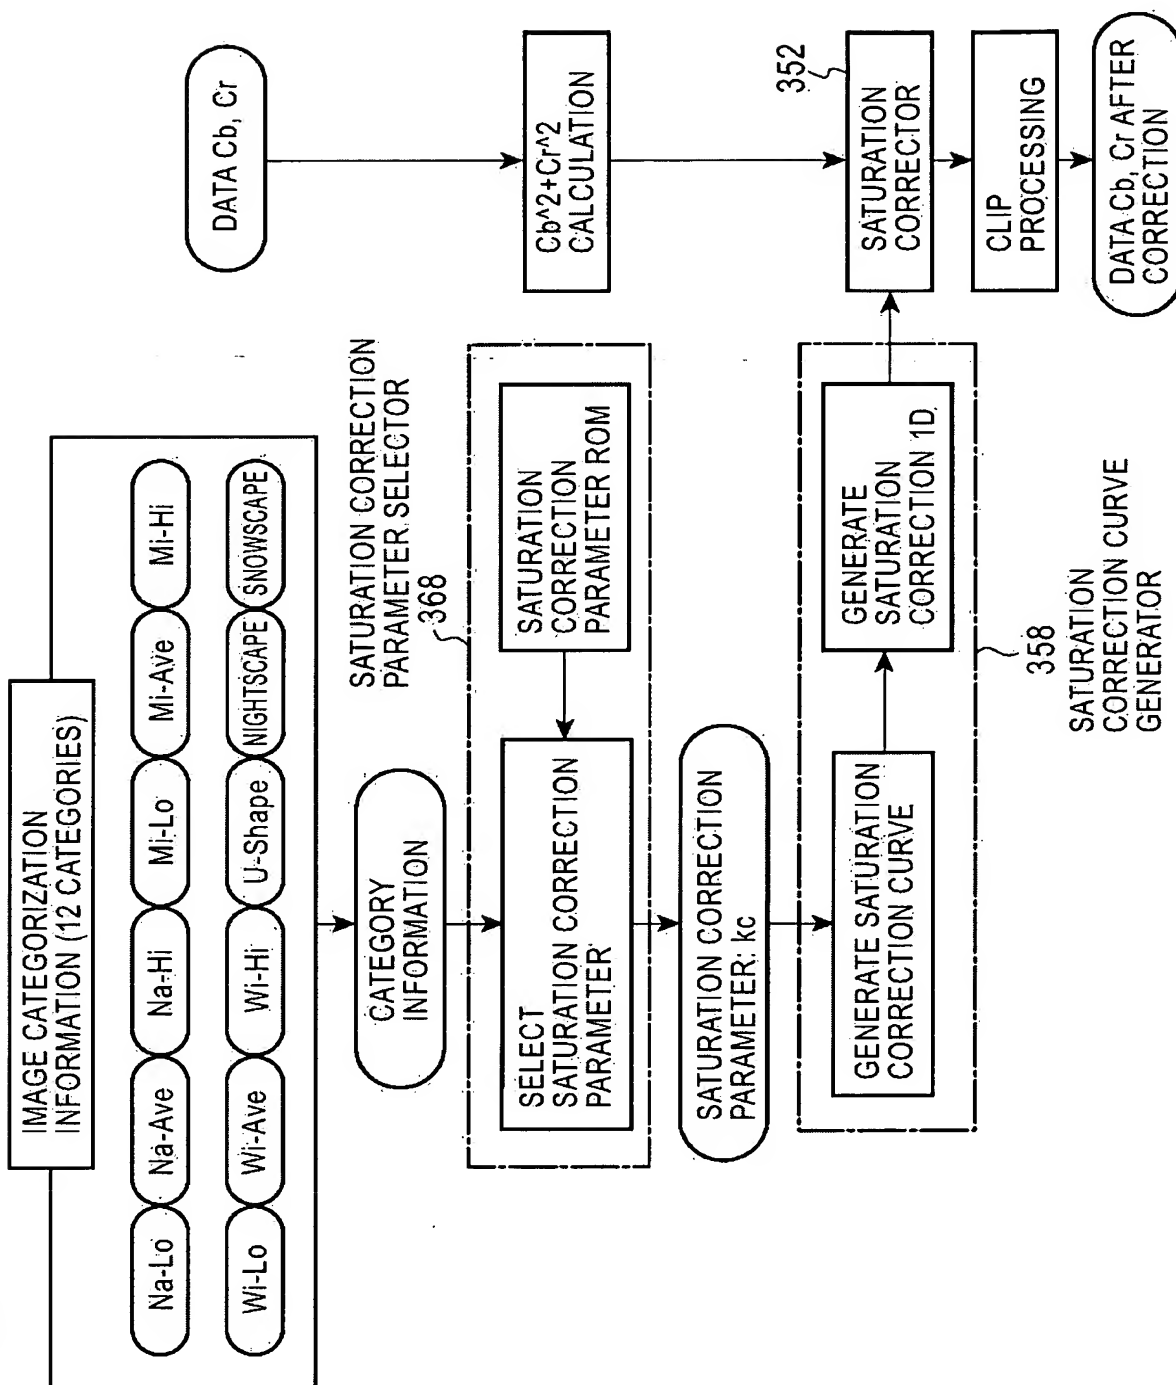 IMAGE CATEGORIZATION
INFORMATION (12 CATEGORIES)
Na-Lo
Na-Ave
Na-Hi
Mi-Lo
Mi-Ave
Mi-Hi
Wi-Lo
Wi-Ave
Wi-Hi
U-Shape
NIGHTSCAPE
SNOWSCAPE
DATA Cb, Cr
CATEGORY
INFORMATION
SATURATION CORRECTION
PARAMETER SELECTOR
368
SELECT
SATURATION CORRECTION
PARAMETER
SATURATION
CORRECTION
PARAMETER ROM
Cb^2+Cr^2
CALCULATION
SATURATION CORRECTION
PARAMETER: kc
GENERATE SATURATION
CORRECTION CURVE
GENERATE
SATURATION
CORRECTION 1D
352
SATURATION
CORRECTOR
CLIP
PROCESSING
358
SATURATION
CORRECTION CURVE
GENERATOR
DATA Cb, Cr AFTER
CORRECTION